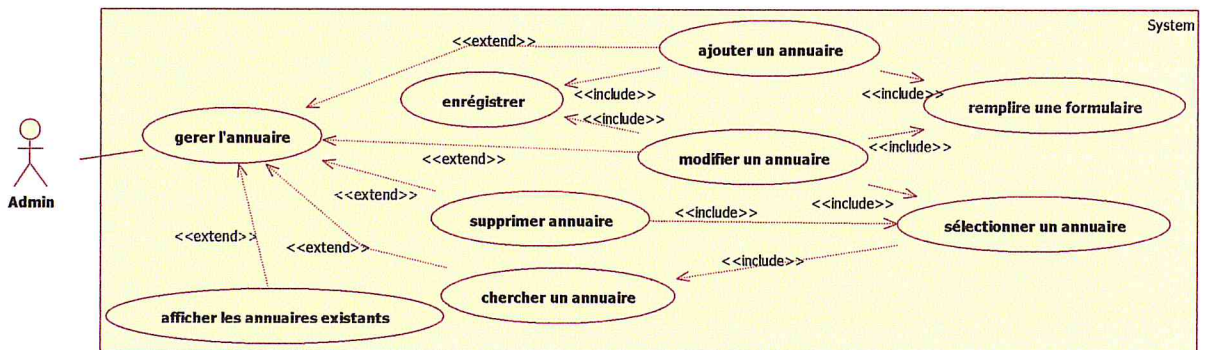 System
<<extend>>
ajouter un annuaire
enrégistrer
<<include>>
<<include>>
remplire une formulaire
<<include>>
gerer l'annuaire
<<extend>>
modifier un annuaire
<<include>>
Admin
<<extend>>
supprimer annuaire
<<include>>
<<include>>
sélectionner un annuaire
<<extend>>
<<extend>>
<<include>>
chercher un annuaire
afficher les annuaires existants